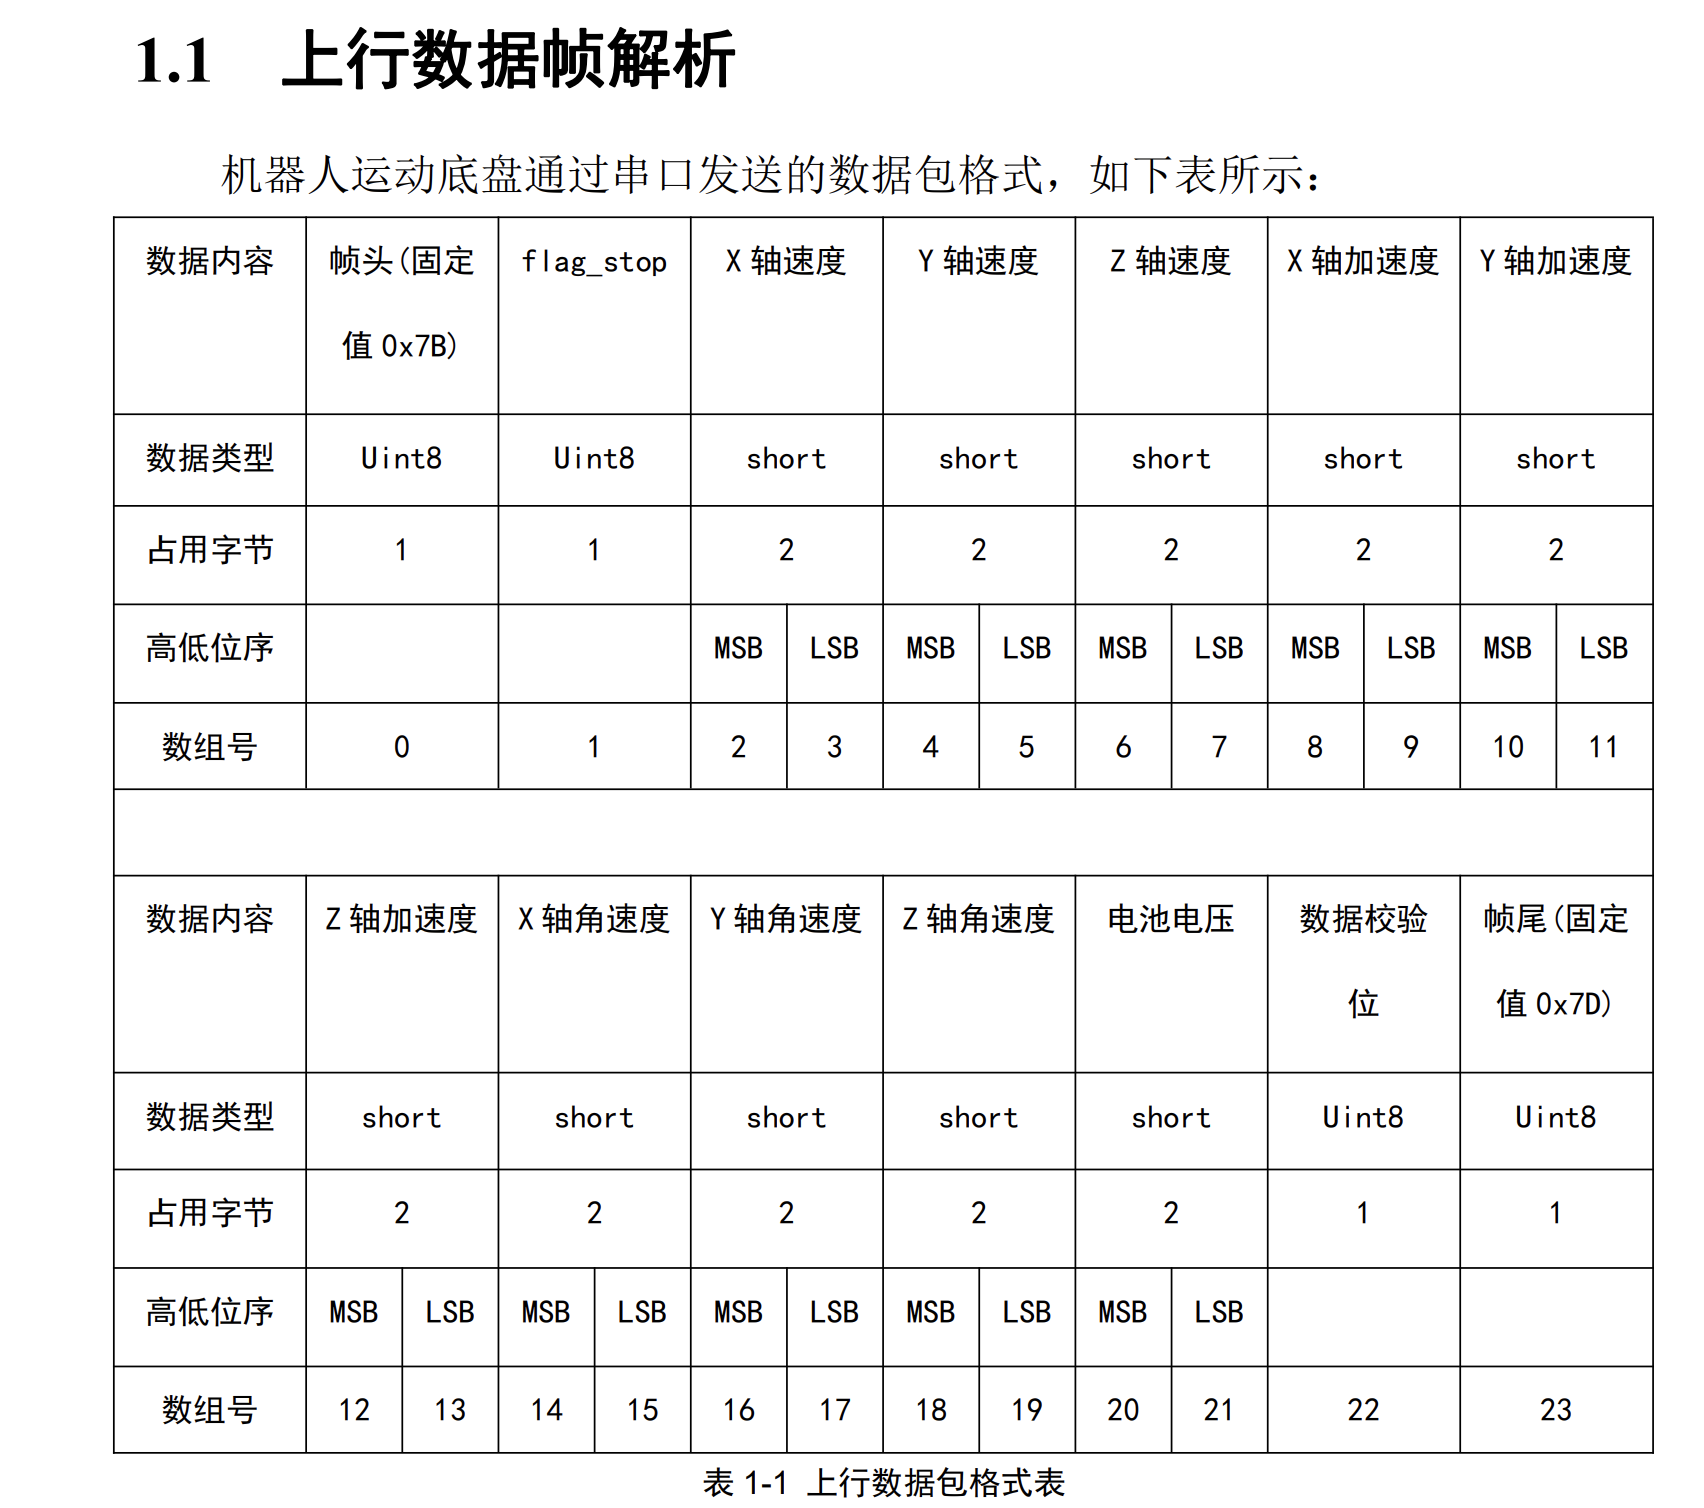 1.1 上行数据帧解析
机器人运动底盘通过串口发送的数据包格式，如下表所示：
数据内容 帧头(固定值 0x7B) flag_stop X 轴速度 Y 轴速度 Z 轴速度 X 轴加速度 Y 轴加速度
数据类型 Uint8 Uint8 short short short short short
占用字节 1 1 2 2 2 2 2
高低位序 MSB LSB MSB LSB MSB LSB MSB LSB MSB LSB
数组号 0 1 2 3 4 5 6 7 8 9 10 11
数据内容 Z 轴加速度 X 轴角速度 Y 轴角速度 Z 轴角速度 电池电压 数据校验位 帧尾(固定值 0x7D)
数据类型 short short short short short Uint8 Uint8
占用字节 2 2 2 2 2 1 1
高低位序 MSB LSB MSB LSB MSB LSB MSB LSB MSB LSB
数组号 12 13 14 15 16 17 18 19 20 21 22 23
表 1-1 上行数据包格式表